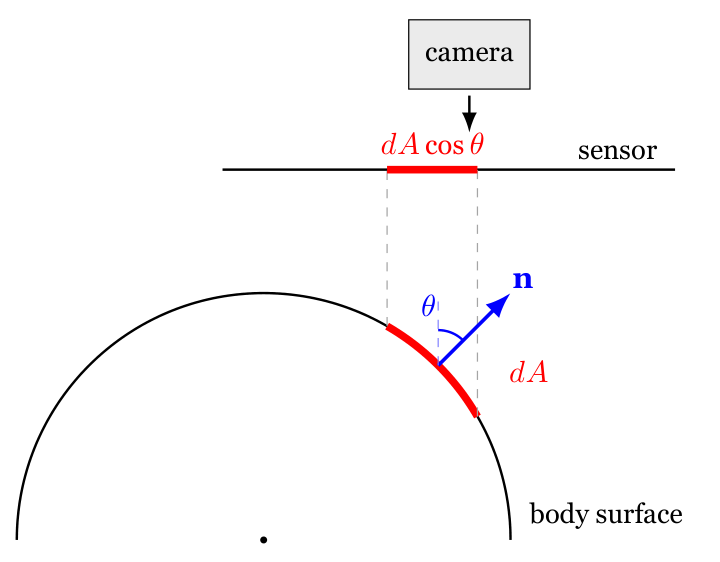 camera
dA cos θ
sensor
n
θ
dA
body surface